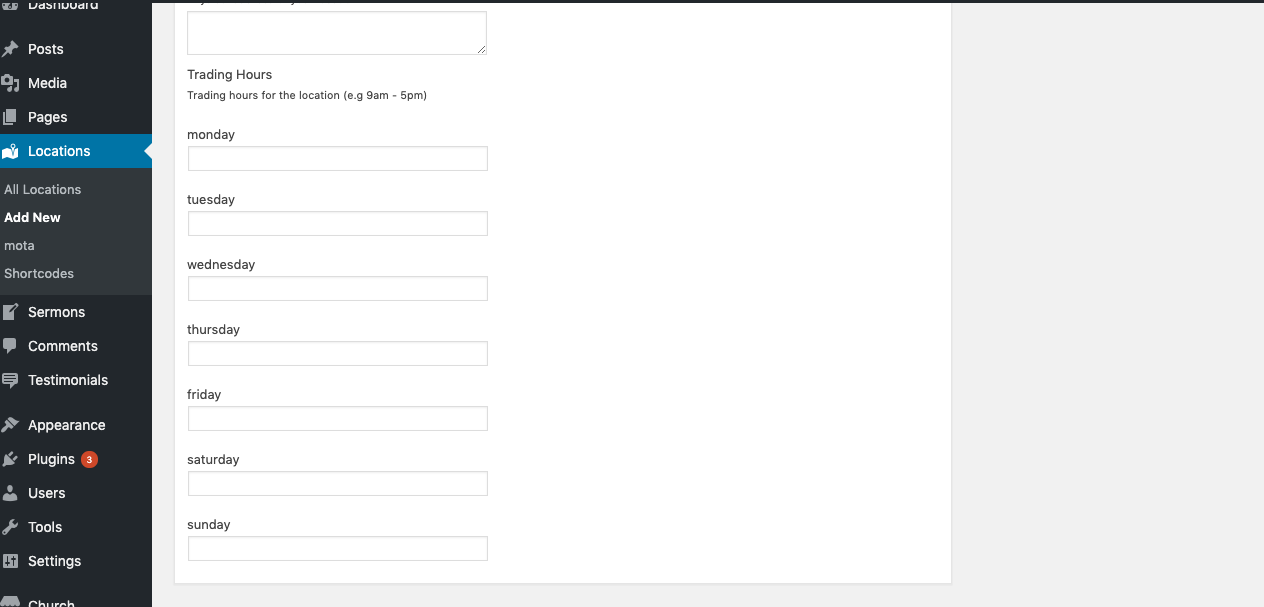 Dashboard
Posts
Media
Pages
Locations
All Locations
Add New
mota
Shortcodes
Sermons
Comments
Testimonials
Appearance
Plugins 3
Users
Tools
Settings
Church
Trading Hours
Trading hours for the location (e.g 9am - 5pm)
monday
tuesday
wednesday
thursday
friday
saturday
sunday